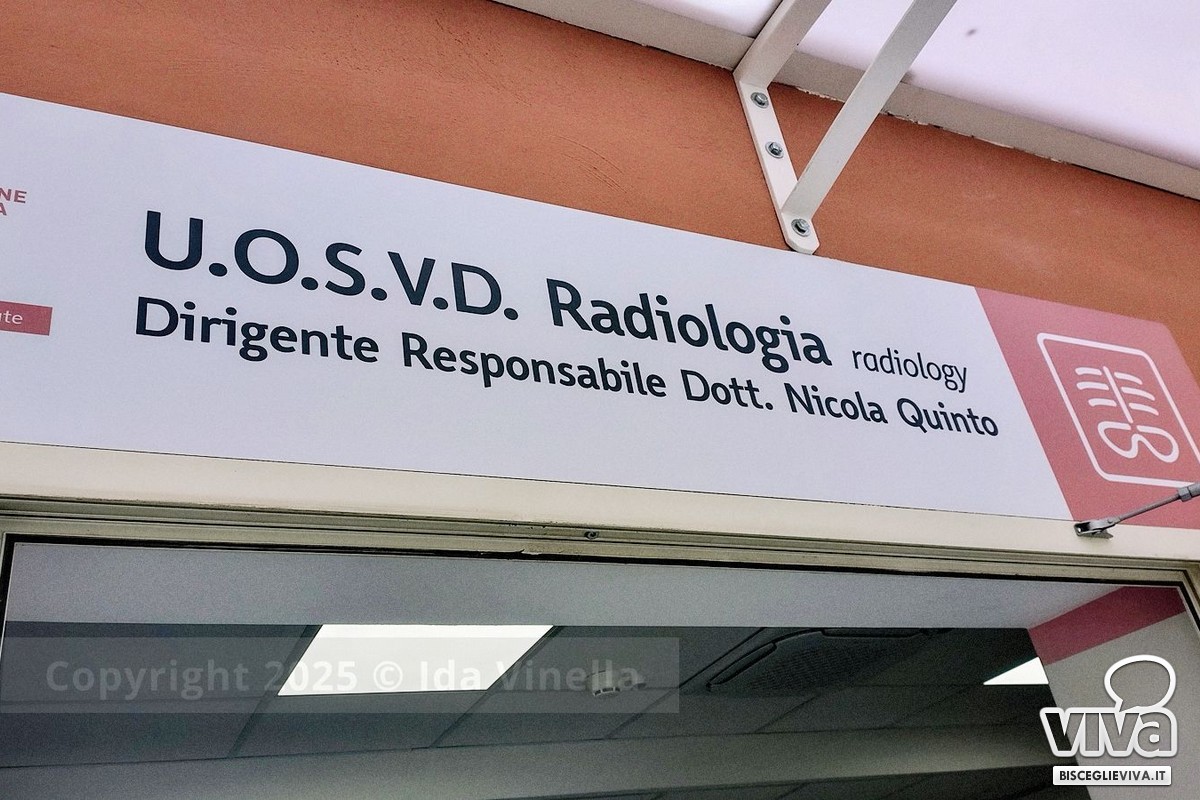 U.O.S.V.D. Radiologia radiology
Dirigente Responsabile Dott. Nicola Quinto
Copyright 2025 © Ida Vinella
viva
BISCEGLIEVIVA.IT